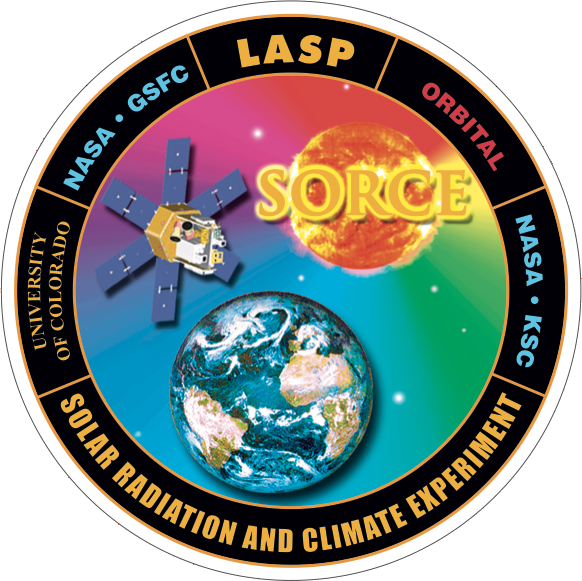 LASP
NASA • GSFC
ORBITAL
SORCE
UNIVERSITY
OF COLORADO
NASA • KSC
SOLAR RADIATION AND CLIMATE EXPERIMENT